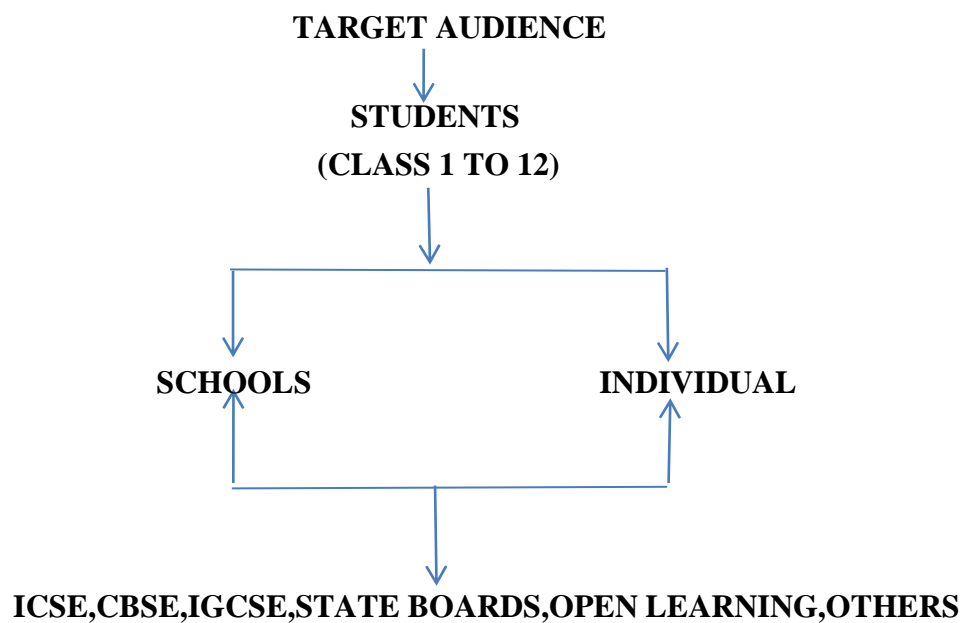 TARGET AUDIENCE
STUDENTS
(CLASS 1 TO 12)
SCHOOLS
INDIVIDUAL
ICSE,CBSE,IGCSE,STATE BOARDS,OPEN LEARNING,OTHERS